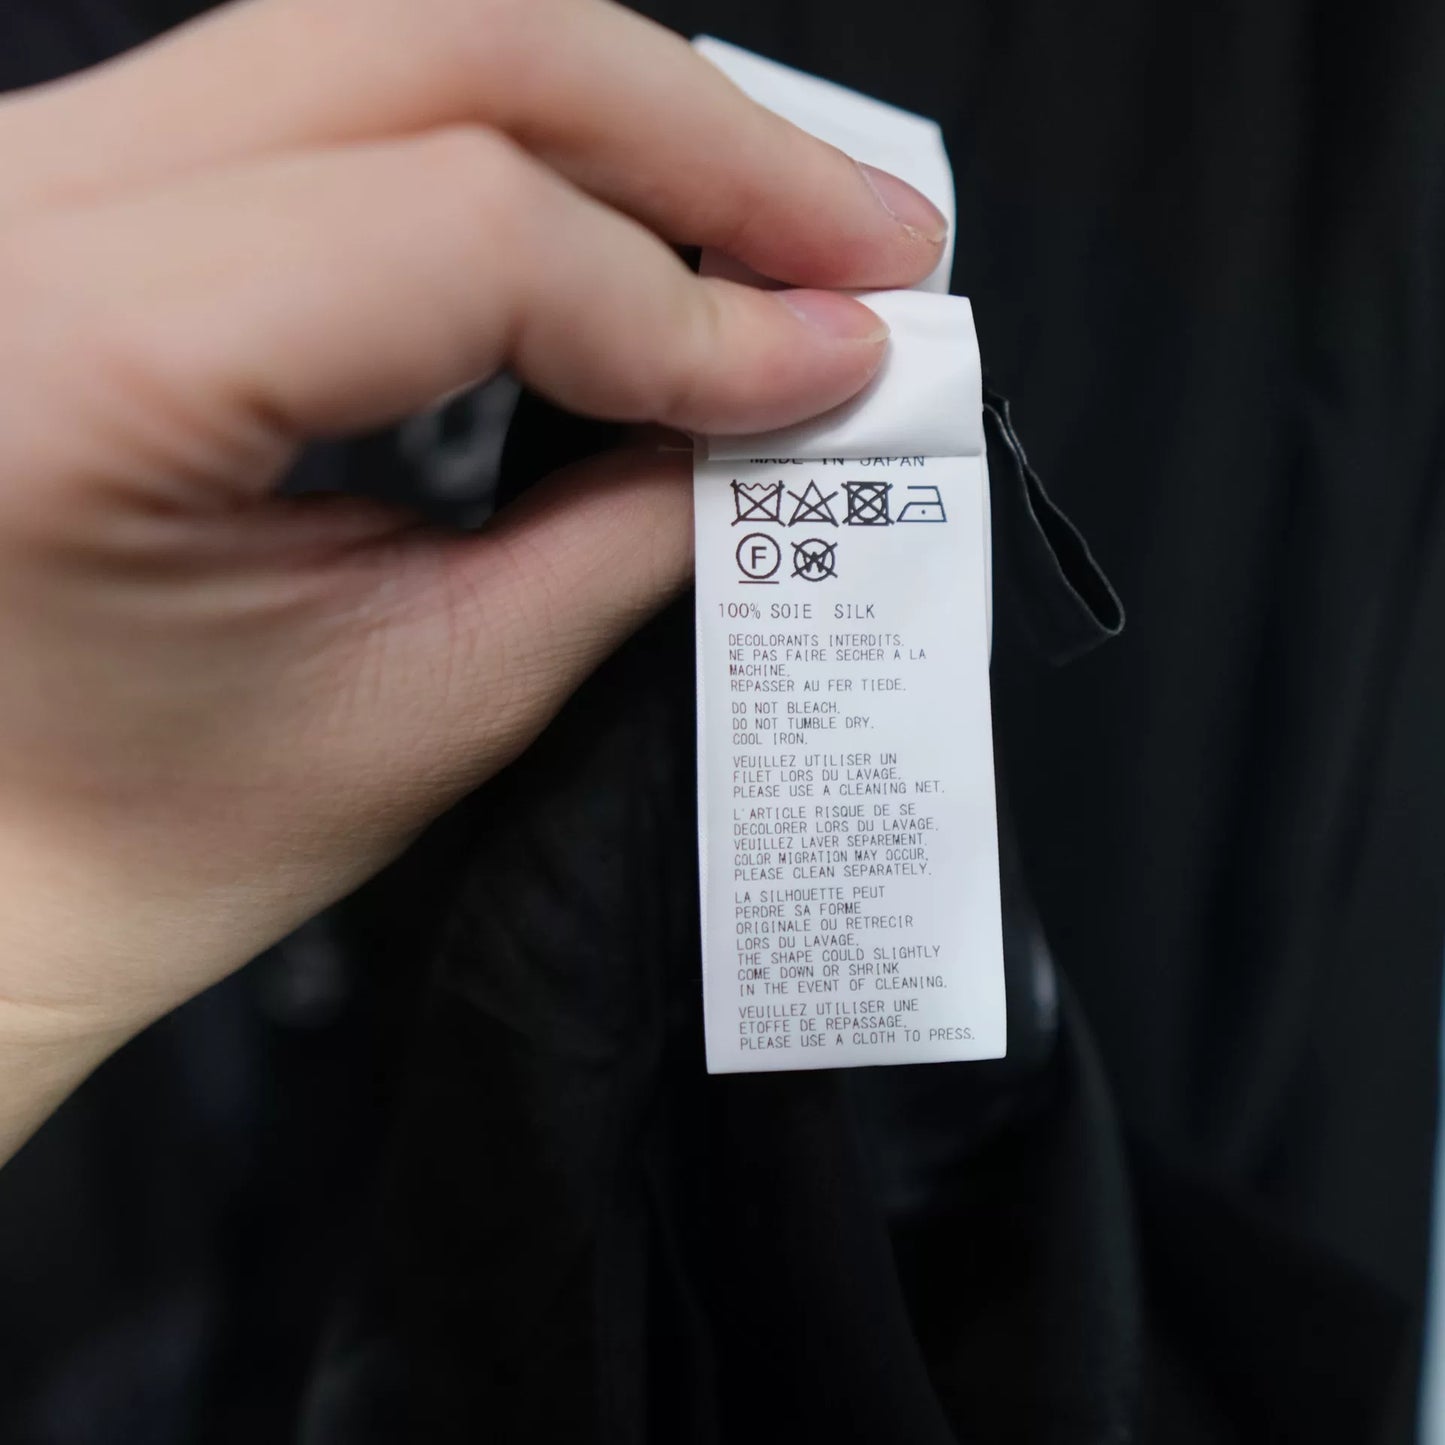 MADE IN JAPAN
F W
100% SOIE SILK
DECOLORANTS INTERDITS.
NE PAS FAIRE SECHER A LA
MACHINE.
REPASSER AU FER TIEDE.
DO NOT BLEACH.
DO NOT TUMBLE DRY.
COOL IRON.
VEUILLEZ UTILISER UN
FILET LORS DU LAVAGE.
PLEASE USE A CLEANING NET.
L'ARTICLE RISQUE DE SE
DECOLORER LORS DU LAVAGE.
VEUILLEZ LAVER SEPAREMENT.
COLOR MIGRATION MAY OCCUR.
PLEASE CLEAN SEPARATELY.
LA SILHOUETTE PEUT
PERDRE SA FORME
ORIGINALE OU RETRECIR
LORS DU LAVAGE.
THE SHAPE COULD SLIGHTLY
COME DOWN OR SHRINK
IN THE EVENT OF CLEANING.
VEUILLEZ UTILISER UNE
ETOFFE DE REPASSAGE.
PLEASE USE A CLOTH TO PRESS.